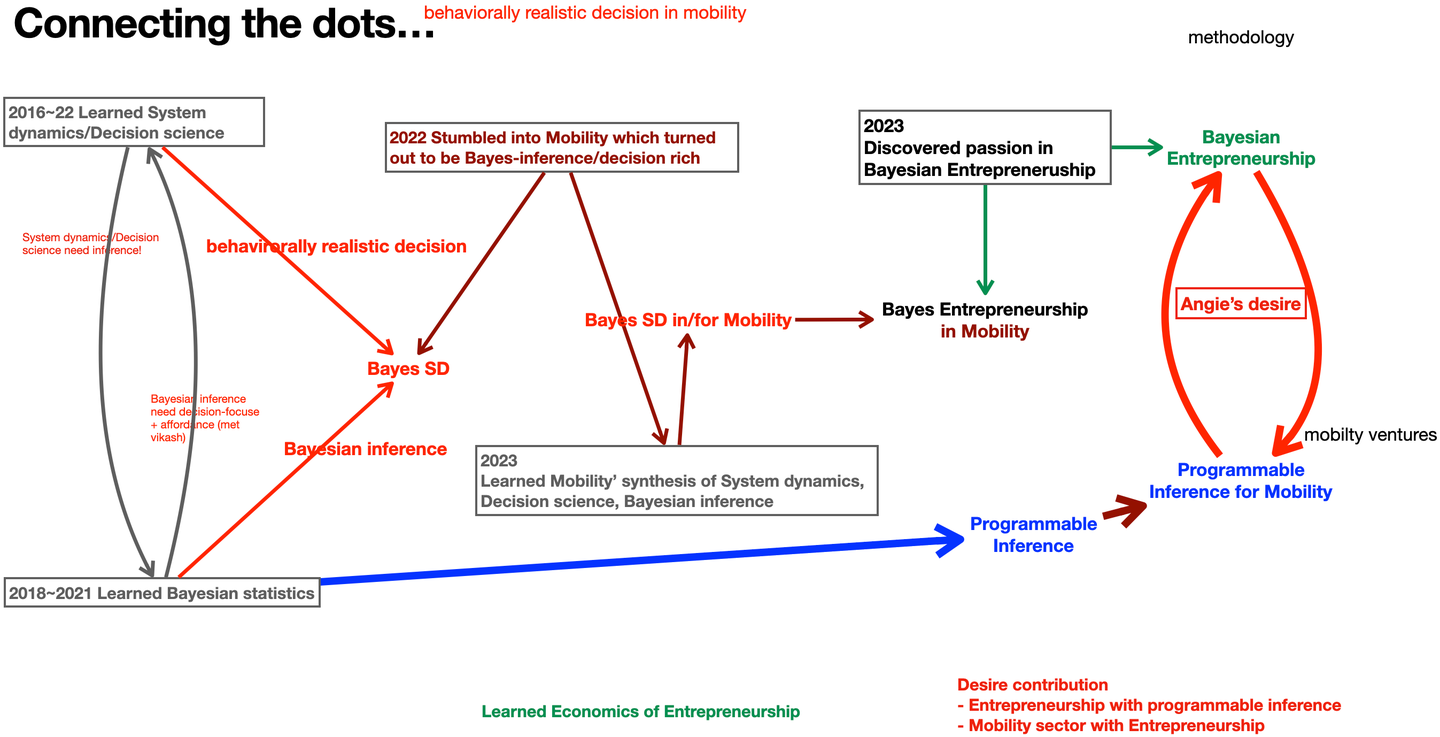 Connecting the dots...
behaviorally realistic decision in mobility
methodology
2016~22 Learned System
dynamics/Decision science
2022 Stumbled into Mobility which turned
out to be Bayes-inference/decision rich
2023
Discovered passion in
Bayesian Entrepreneruship
Bayesian
Entrepreneurship
System dynamics/Decision
science need inference!
behavirorally realistic decision
Bayes SD in/for Mobility
Bayes Entrepreneurship
in Mobility
Angie's desire
Bayes SD
Bayesian inference
need decision-focuse
+ affordance (met
vikash)
Bayesian inference
2023
Learned Mobility' synthesis of System dynamics,
Decision science, Bayesian inference
mobilty ventures
Programmable
Inference for Mobility
Programmable
Inference
2018~2021 Learned Bayesian statistics
Learned Economics of Entrepreneurship
Desire contribution
- Entrepreneurship with programmable inference
- Mobility sector with Entrepreneurship